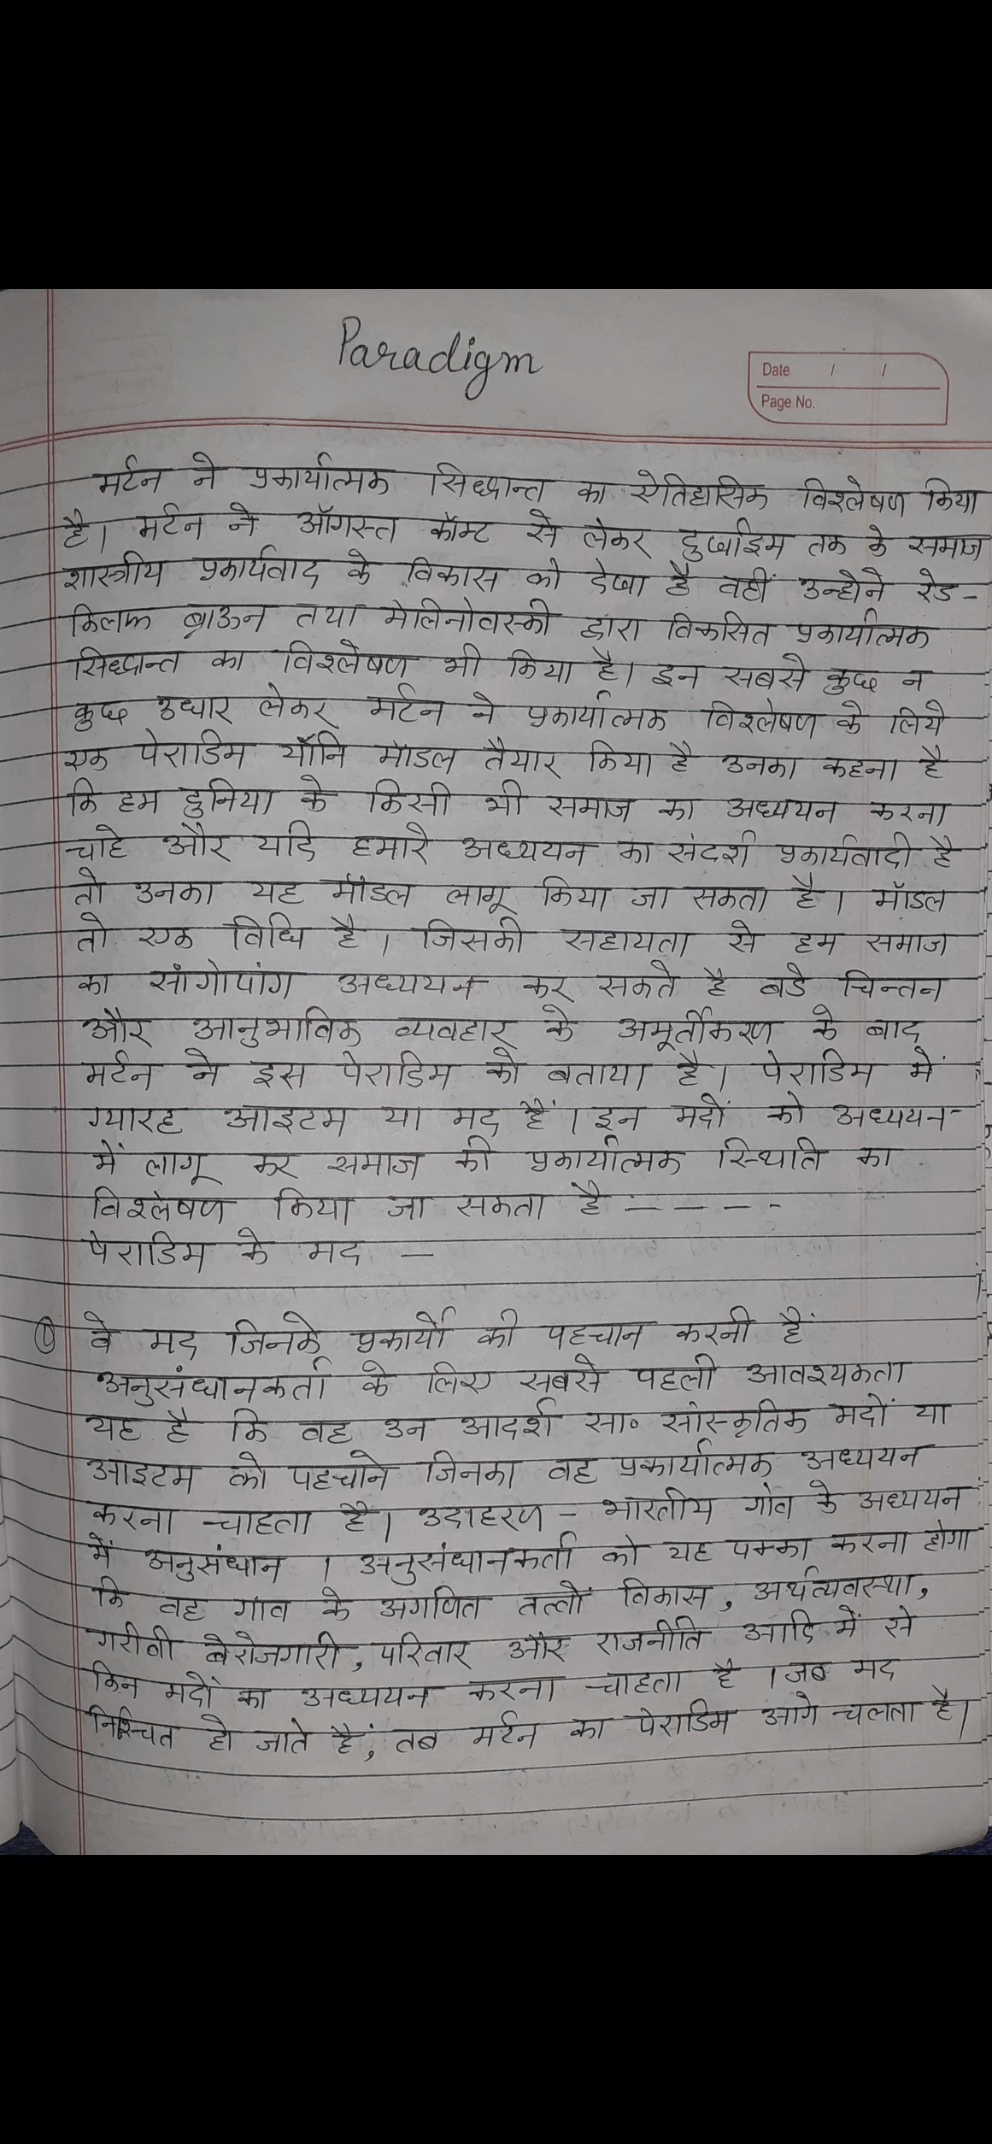 Paradigm
Date / /
Page No.
मर्टन ने प्रकार्यात्मक सिध्दान्त का ऐतिहासिक विश्लेषण किया
है। मर्टन ने ऑगस्त कॉम्ट से लेकर दुर्खाइम तक के समाज
शास्त्रीय प्रकार्यवाद के विकास को देखा है वहीं उन्होने रेड-
क्लिफ ब्राऊन तथा मेलिनोवस्की द्वारा विकसित प्रकार्यात्मक
सिध्दान्त का विश्लेषण भी किया है। इन सबसे कुछ न
कुछ उधार लेकर मर्टन ने प्रकार्यात्मक विश्लेषण के लिये
एक पेराडिम यॉनि मॉडल तैयार किया है उनका कहना है
कि हम दुनिया के किसी भी समाज का अध्ययन करना
चाहे और यदि हमारे अध्ययन का संदर्श प्रकार्यवादी है
तो उनका यह मॉडल लागू किया जा सकता है। मॉडल
तो एक विधि है। जिसकी सहायता से हम समाज
का सांगोपांग अध्ययन कर सकते है बडे चिन्तन
और आनुभाविक व्यवहार के अमूर्तीकरण के बाद
मर्टन ने इस पेराडिम को बताया है। पेराडिम में
ग्यारह आइटम या मद हैं। इन मदों को अध्ययन
में लागू कर समाज की प्रकार्यात्मक स्थिति का
विश्लेषण किया जा सकता है :- - - -
पेराडिम के मद -
① वे मद जिनके प्रकार्यो की पहचान करनी हैं
अनुसंधानकर्ता के लिए सबसे पहली आवश्यकता
यह है कि वह उन आदर्श सा० सांस्कृतिक मदों या
आइटम को पहचाने जिनका वह प्रकार्यात्मक अध्ययन
करना चाहता है। उदाहरण - भारतीय गांव के अध्ययन
में अनुसंधान । अनुसंधानकर्ता को यह पक्का करना होगा
कि वह गांव के अगणित तत्वों विकास, अर्थव्यवस्था,
गरीबी बेरोजगारी, परिवार और राजनीति आदि में से
किन मदों का अध्ययन करना चाहता है । जब मद
निश्चित हो जाते हैं, तब मर्टन का पेराडिम आगे चलता है।